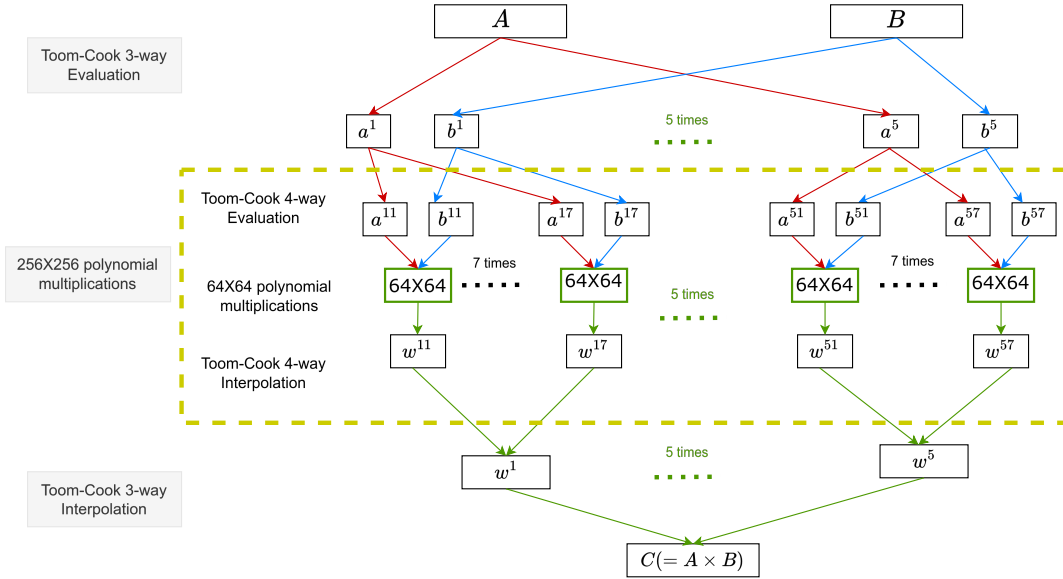 A
B
Toom-Cook 3-way
Evaluation
a^1
b^1
5 times
a^5
b^5
Toom-Cook 4-way
Evaluation
a^11
b^11
a^17
b^17
a^51
b^51
a^57
b^57
256X256 polynomial
multiplications
7 times
7 times
64X64 polynomial
multiplications
64X64
64X64
5 times
64X64
64X64
w^11
w^17
w^51
w^57
Toom-Cook 4-way
Interpolation
5 times
w^1
w^5
Toom-Cook 3-way
Interpolation
C(= A × B)